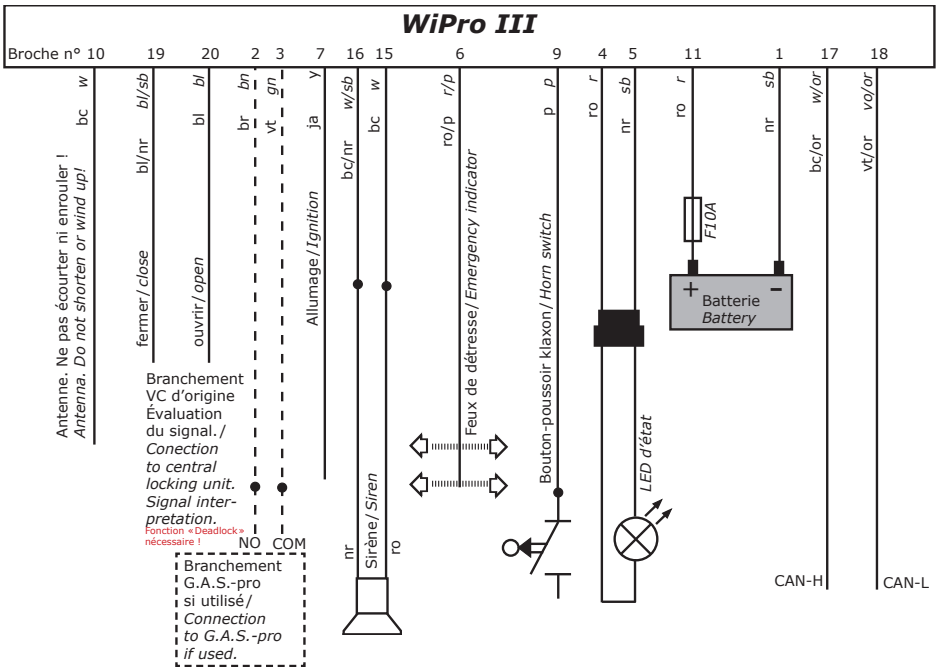 WiPro III
Broche n° 10 19 20 2 3 7 16 15 6 9 4 5 11 1 17 18
w bl/sb bl bn gn y w/sb w r/p p r sb r sb w/or vo/or
bc bl/nr bl br vt ja bc/nr bc ro/p p ro nr ro nr bc/or vt/or
Antenne. Ne pas écourter ni enrouler !
Antenna. Do not shorten or wind up!
fermer/close
ouvrir/open
Allumage/Ignition
Feux de détresse/Emergency indicator
Bouton-poussoir klaxon/Horn switch
F10A
+ −
Batterie
Battery
Branchement
VC d’origine
Évaluation
du signal./
Conection
to central
locking unit.
Signal inter-
pretation.
Fonction «Deadlock»
nécessaire !
NO COM
Branchement
G.A.S.-pro
si utilisé/
Connection
to G.A.S.-pro
if used.
nr
Sirène/Siren
ro
LED d’état
CAN-H
CAN-L